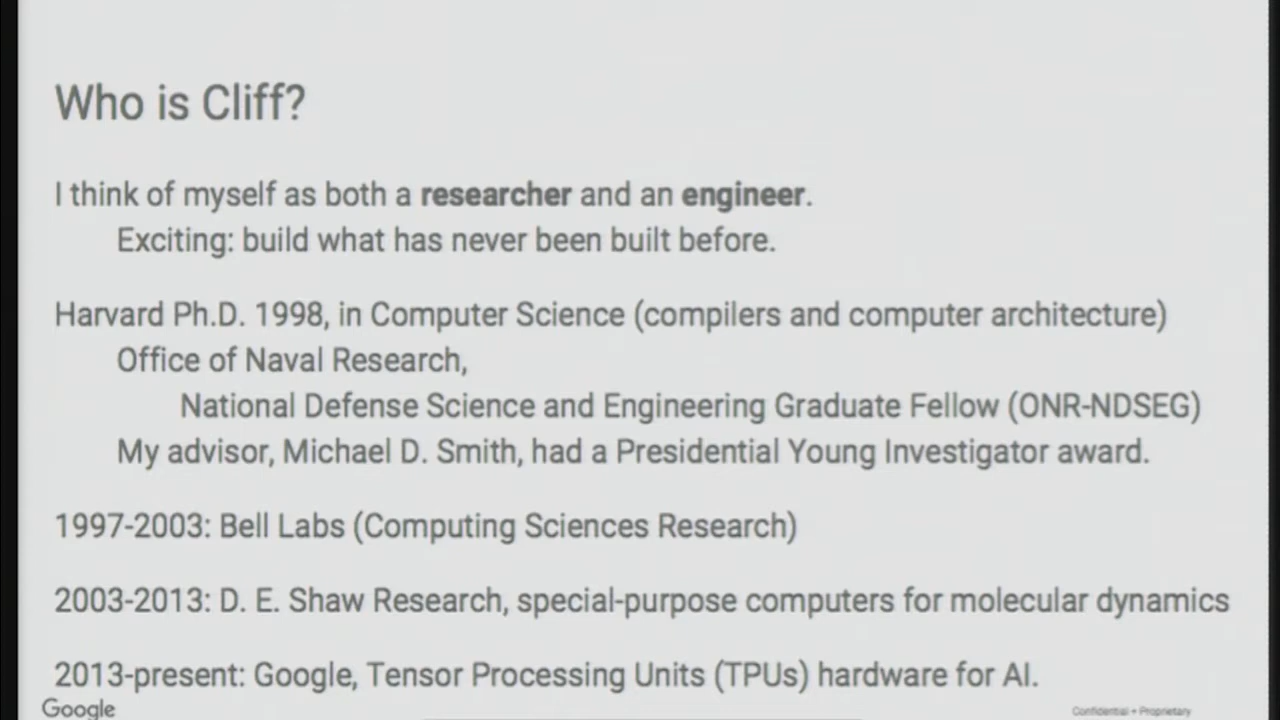 Who is Cliff?
I think of myself as both a researcher and an engineer.
Exciting: build what has never been built before.
Harvard Ph.D. 1998, in Computer Science (compilers and computer architecture)
Office of Naval Research,
National Defense Science and Engineering Graduate Fellow (ONR-NDSEG)
My advisor, Michael D. Smith, had a Presidential Young Investigator award.
1997-2003: Bell Labs (Computing Sciences Research)
2003-2013: D. E. Shaw Research, special-purpose computers for molecular dynamics
2013-present: Google, Tensor Processing Units (TPUs) hardware for AI.
Google
Confidential + Proprietary